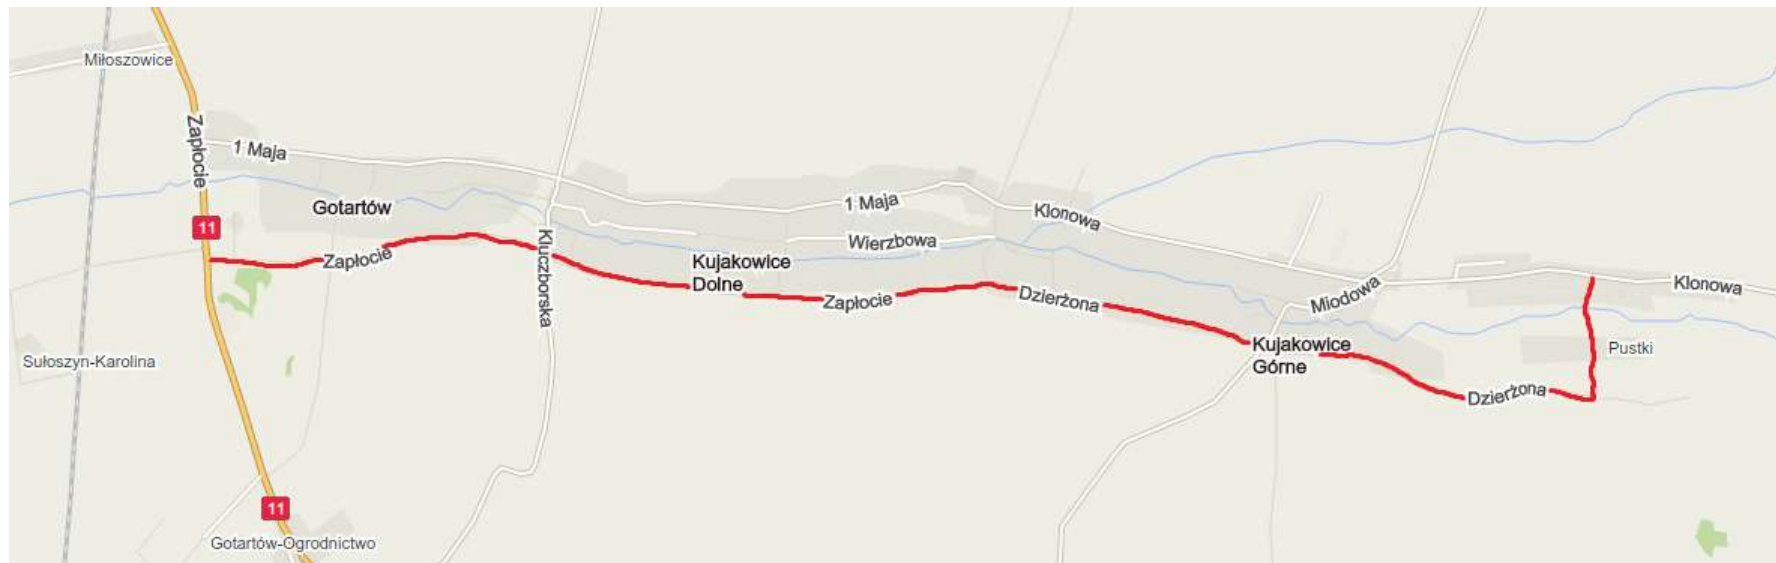 Miłoszowice
Zapłocie
1 Maja
Gotartów
1 Maja
Klonowa
11
Zapłocie
Kluczborska
Wierzbowa
Kujakowice
Dolne
Zapłocie
Dzierżona
Miodowa
Klonowa
Sułoszyn-Karolina
Kujakowice
Górne
Pustki
Dzierżona
11
Gotartów-Ogrodnictwo